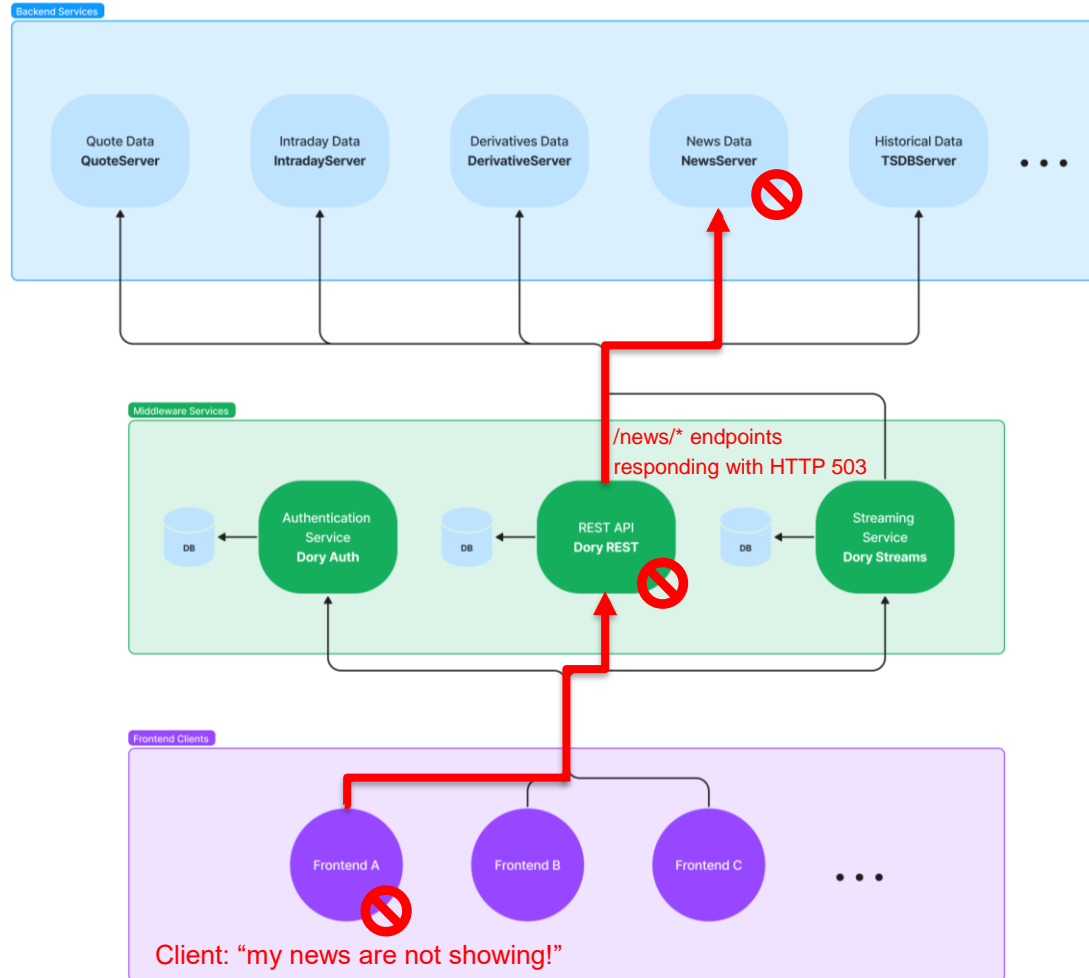 Backend Services
Quote Data
QuoteServer
Intraday Data
IntradayServer
Derivatives Data
DerivativeServer
News Data
NewsServer
Historical Data
TSDBServer
Middleware Services
/news/* endpoints
responding with HTTP 503
DB
Authentication
Service
Dory Auth
DB
REST API
Dory REST
DB
Streaming
Service
Dory Streams
Frontend Clients
Frontend A
Frontend B
Frontend C
Client: “my news are not showing!”